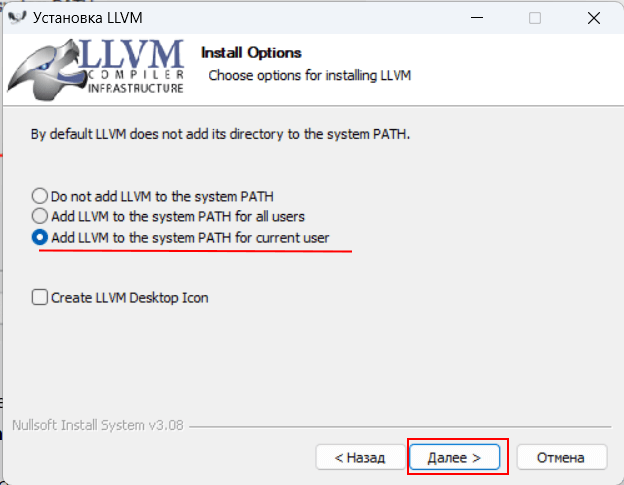 Установка LLVM
LLVM
COMPILER
INFRASTRUCTURE
Install Options
Choose options for installing LLVM
By default LLVM does not add its directory to the system PATH.
Do not add LLVM to the system PATH
Add LLVM to the system PATH for all users
Add LLVM to the system PATH for current user
Create LLVM Desktop Icon
Nullsoft Install System v3.08
< Назад
Далее >
Отмена